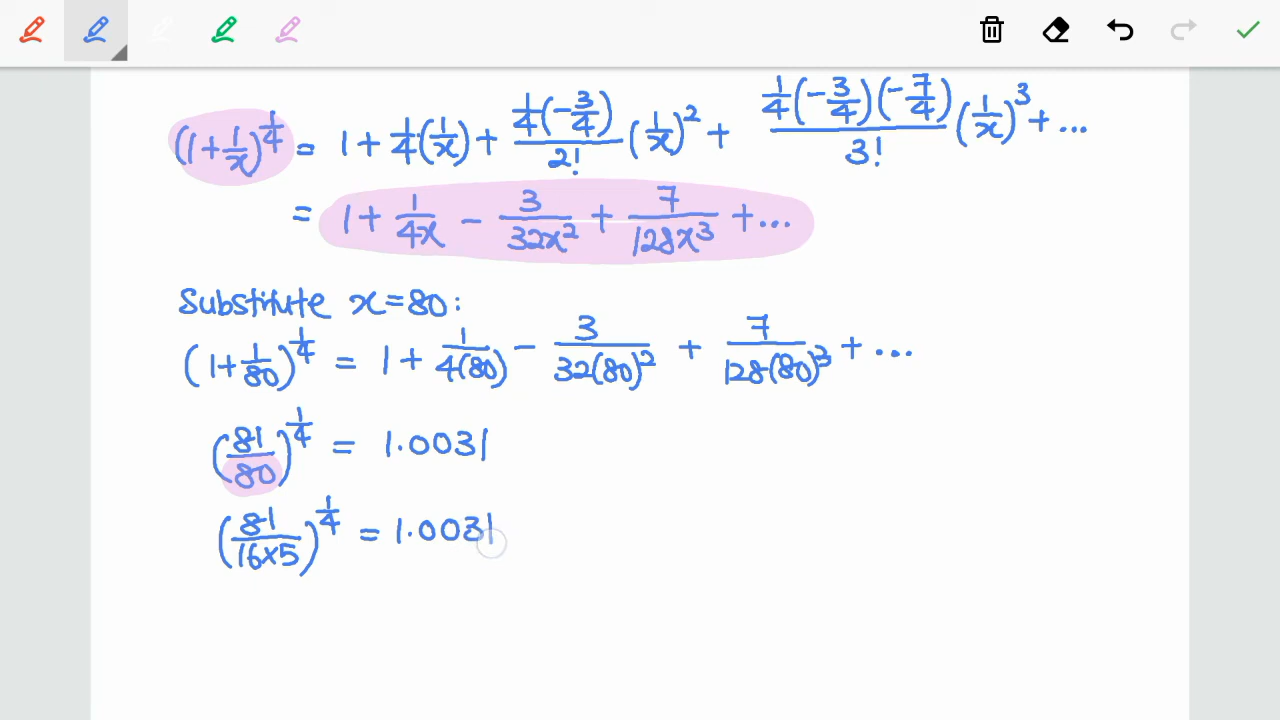 (1+1/x)^1/4 = 1 + 1/4(1/x) + 1/4(-3/4)/2! (1/x)^2 + 1/4(-3/4)(-7/4)/3! (1/x)^3 + ...
= 1 + 1/4x - 3/32x^2 + 7/128x^3 + ...
Substitute x=80:
(1+1/80)^1/4 = 1 + 1/4(80) - 3/32(80)^2 + 7/128(80)^3 + ...
(81/80)^1/4 = 1.0031
(81/16×5)^1/4 = 1.0031